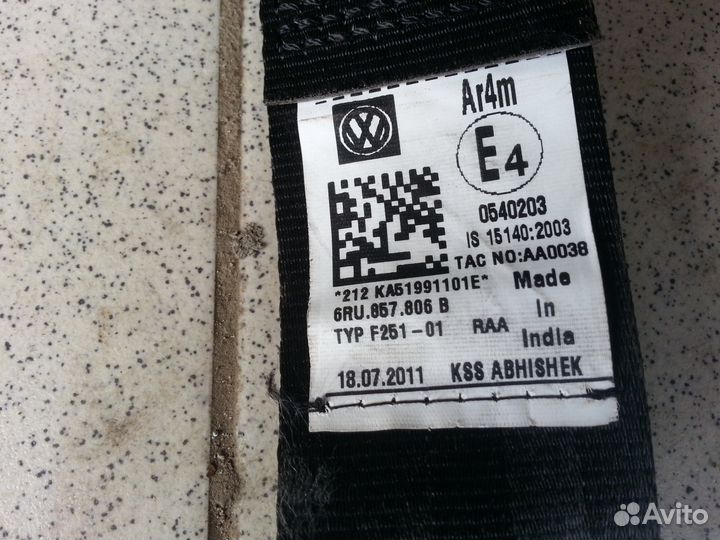 Ar4m
E4
0540203
IS 15140:2003
TAC NO:AA0038
*212 KA51991101E*
6RU.857.806 B
Made
In
India
TYP F251-01 RAA
18.07.2011 KSS ABHISHEK
Avito